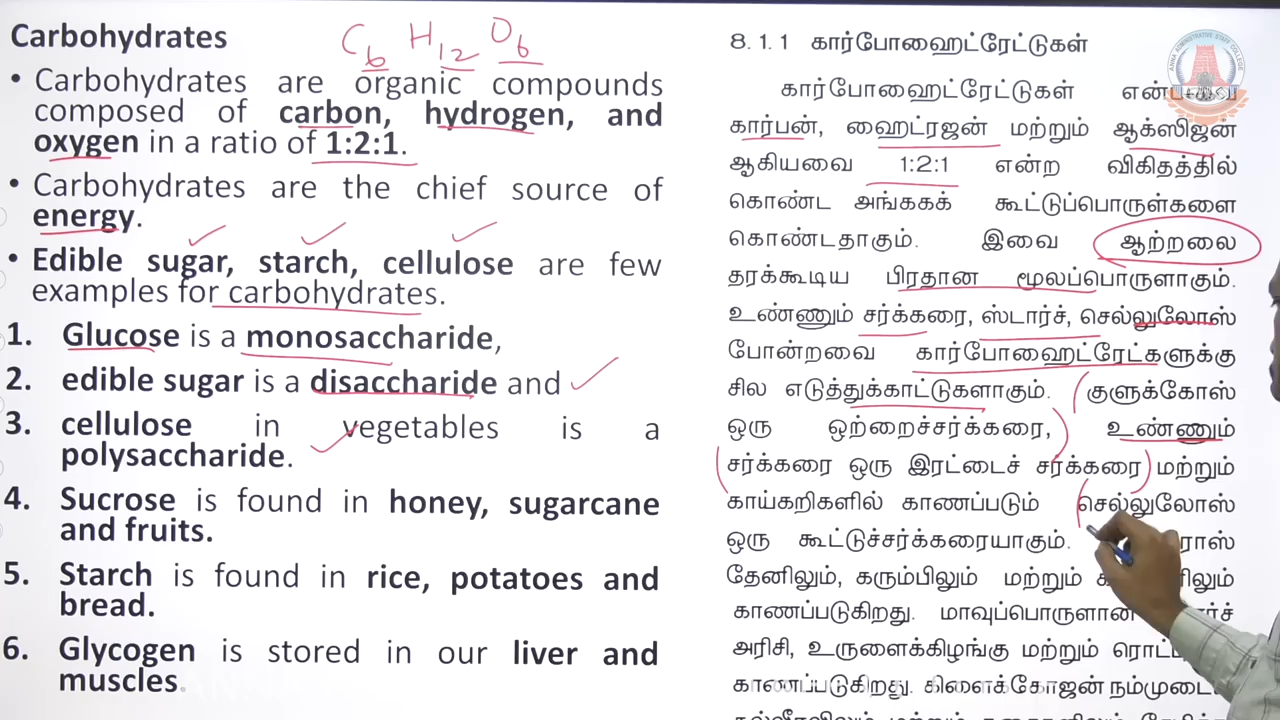 Carbohydrates
C6 H12 O6
• Carbohydrates are organic compounds
composed of carbon, hydrogen, and
oxygen in a ratio of 1:2:1.
• Carbohydrates are the chief source of
energy.
• Edible sugar, starch, cellulose are few
examples for carbohydrates.
1. Glucose is a monosaccharide,
2. edible sugar is a disaccharide and
3. cellulose in vegetables is a
polysaccharide.
4. Sucrose is found in honey, sugarcane
and fruits.
5. Starch is found in rice, potatoes and
bread.
6. Glycogen is stored in our liver and
muscles.
8.1.1 கார்போஹைட்ரேட்டுகள்
கார்போஹைட்ரேட்டுகள்
கார்பன், ஹைட்ரஜன் மற்றும் ஆக்ஸிஜன்
ஆகியவை 1:2:1 என்ற விகிதத்தில்
கொண்ட அங்ககக் கூட்டுப்பொருள்களை
கொண்டதாகும். இவை ஆற்றலை
தரக்கூடிய பிரதான மூலப்பொருளாகும்.
உண்ணும் சர்க்கரை, ஸ்டார்ச், செல்லுலோஸ்
போன்றவை கார்போஹைட்ரேட்களுக்கு
சில எடுத்துக்காட்டுகளாகும். குளுக்கோஸ்
ஒரு ஒற்றைச்சர்க்கரை, உண்ணும்
சர்க்கரை ஒரு இரட்டைச் சர்க்கரை மற்றும்
காய்கறிகளில் காணப்படும் செல்லுலோஸ்
ஒரு கூட்டுச்சர்க்கரையாகும்.
தேனிலும், கரும்பிலும் மற்றும்
காணப்படுகிறது. மாவுப்பொருளான
அரிசி, உருளைக்கிழங்கு மற்றும்
காணப்படுகிறது. கிளைக்கோஜன்
ANNA ADMINISTRATIVE STAFF COLLEGE